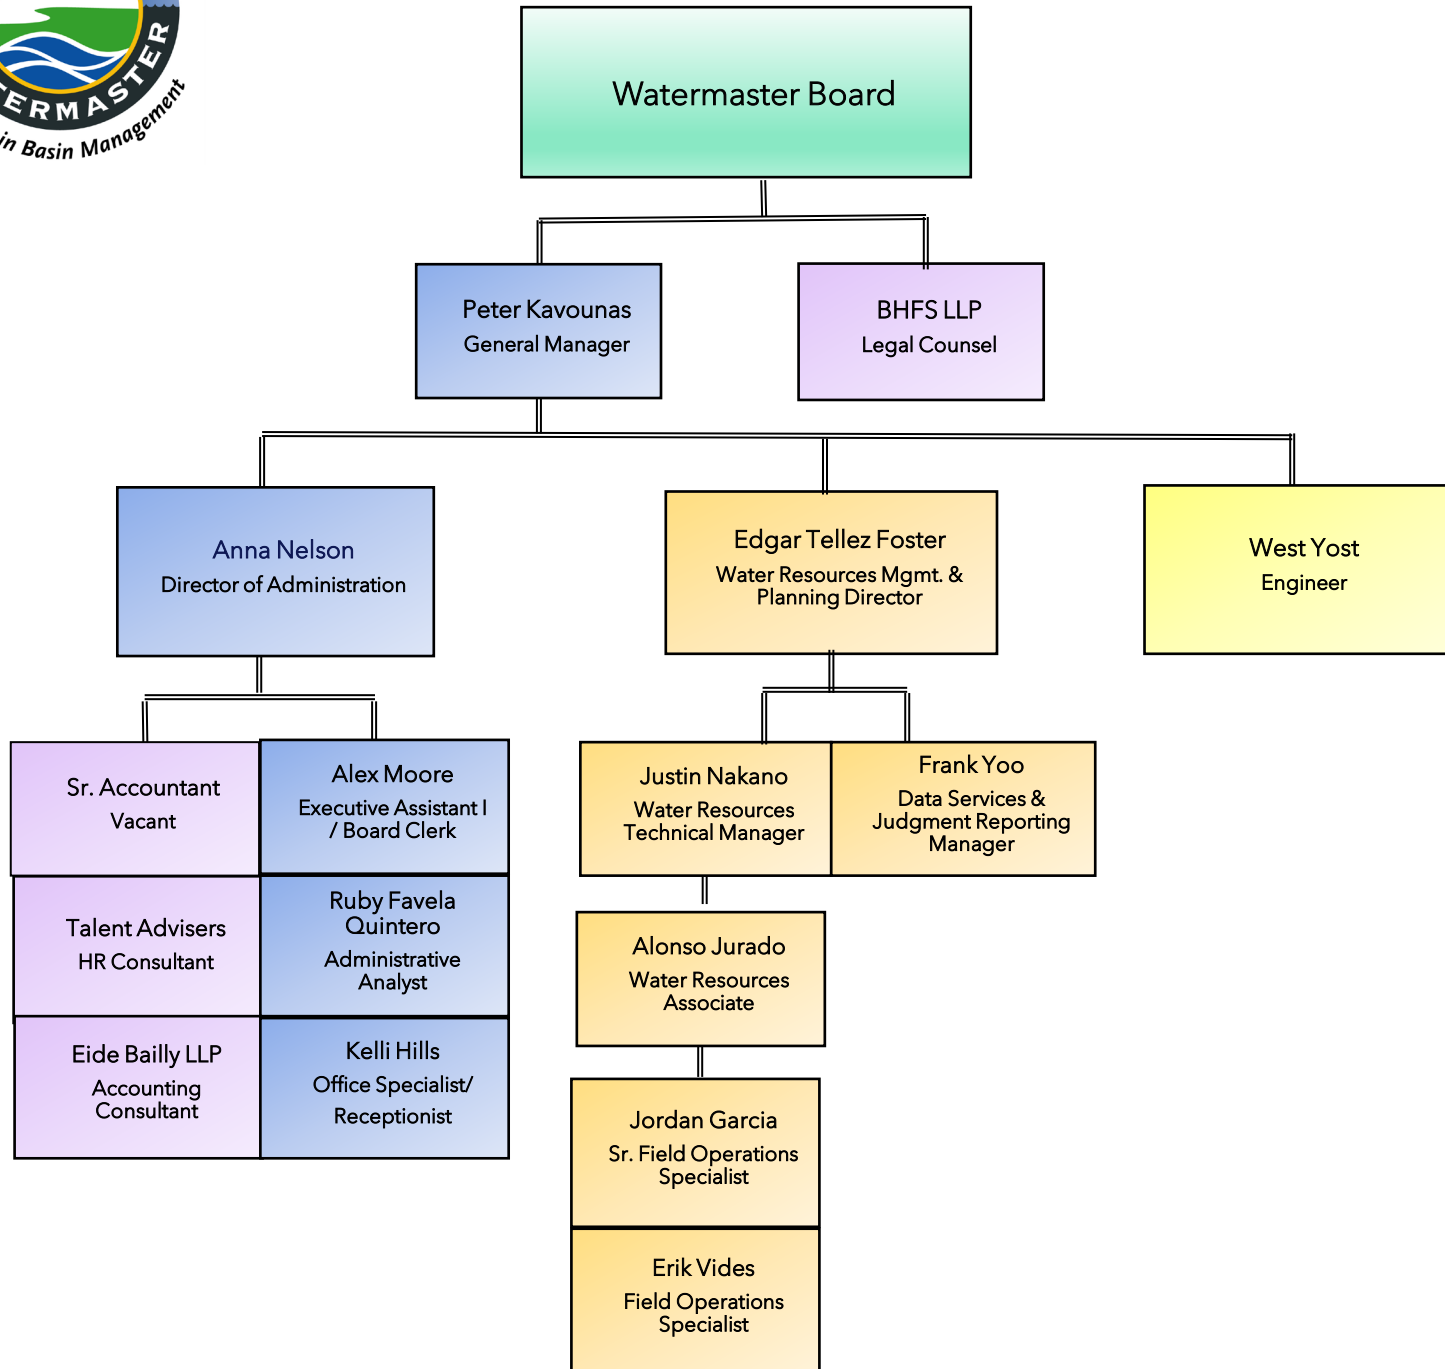 Basin Management
Watermaster Board
Peter Kavounas
General Manager
BHFS LLP
Legal Counsel
Anna Nelson
Director of Administration
Edgar Tellez Foster
Water Resources Mgmt. &
Planning Director
West Yost
Engineer
Sr. Accountant
Vacant
Alex Moore
Executive Assistant I
/ Board Clerk
Justin Nakano
Water Resources
Technical Manager
Frank Yoo
Data Services &
Judgment Reporting
Manager
Talent Advisers
HR Consultant
Ruby Favela
Quintero
Administrative
Analyst
Alonso Jurado
Water Resources
Associate
Eide Bailly LLP
Accounting
Consultant
Kelli Hills
Office Specialist/
Receptionist
Jordan Garcia
Sr. Field Operations
Specialist
Erik Vides
Field Operations
Specialist